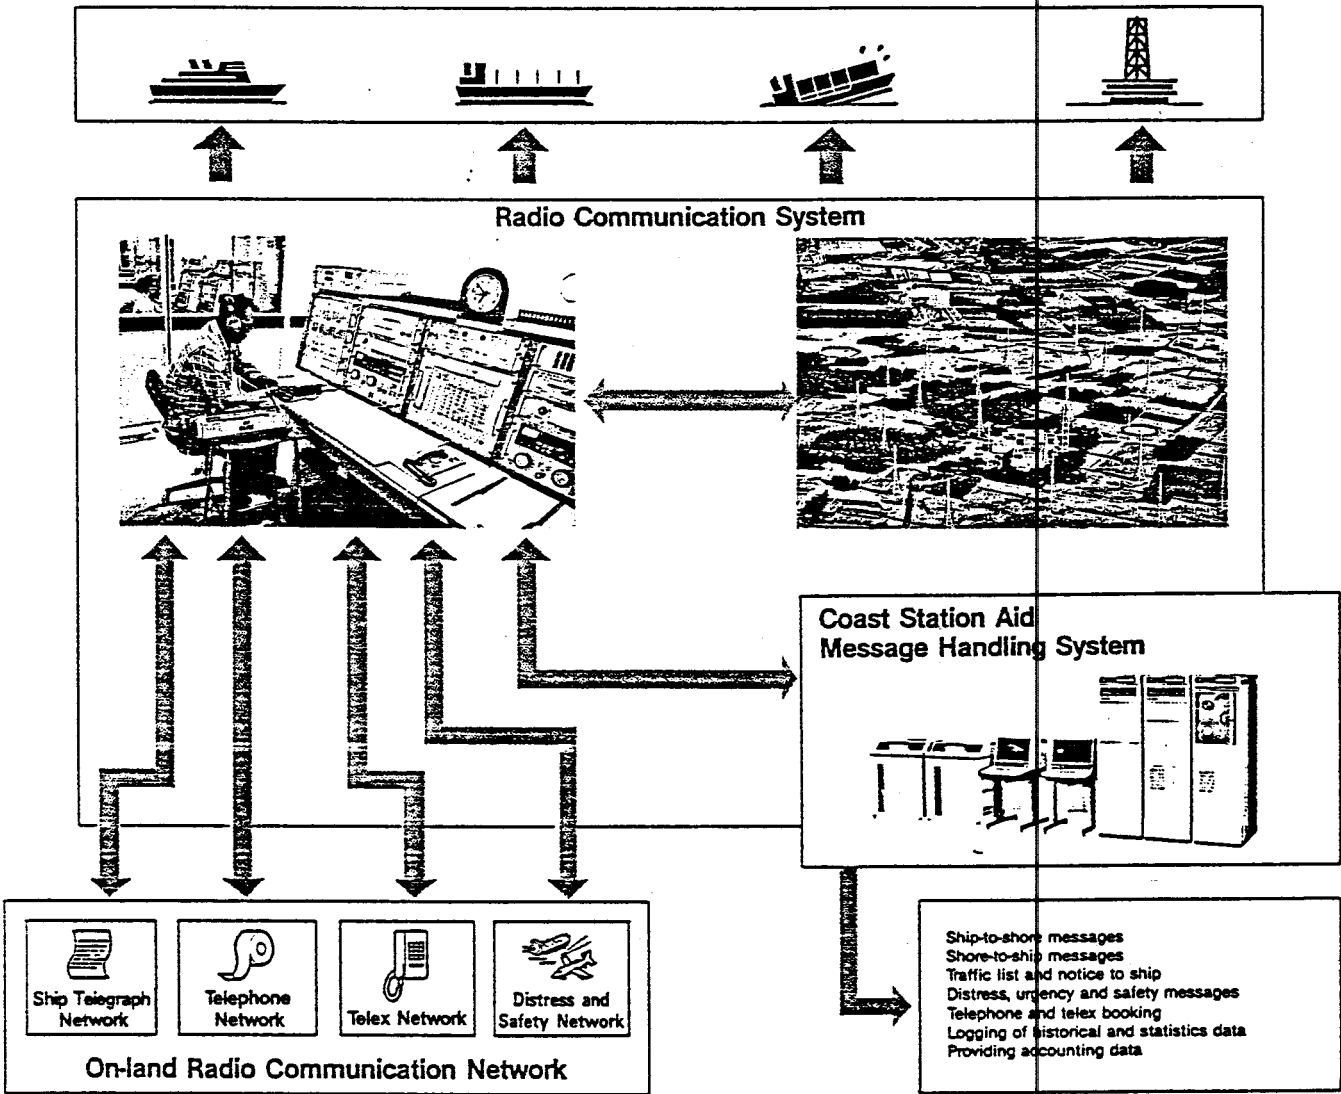 Radio Communication System
Coast Station Aid
Message Handling System
Ship Telegraph
Network
Telephone
Network
Telex Network
Distress and
Safety Network
On-land Radio Communication Network
Ship-to-shore messages
Shore-to-ship messages
Traffic list and notice to ship
Distress, urgency and safety messages
Telephone and telex booking
Logging of historical and statistics data
Providing accounting data